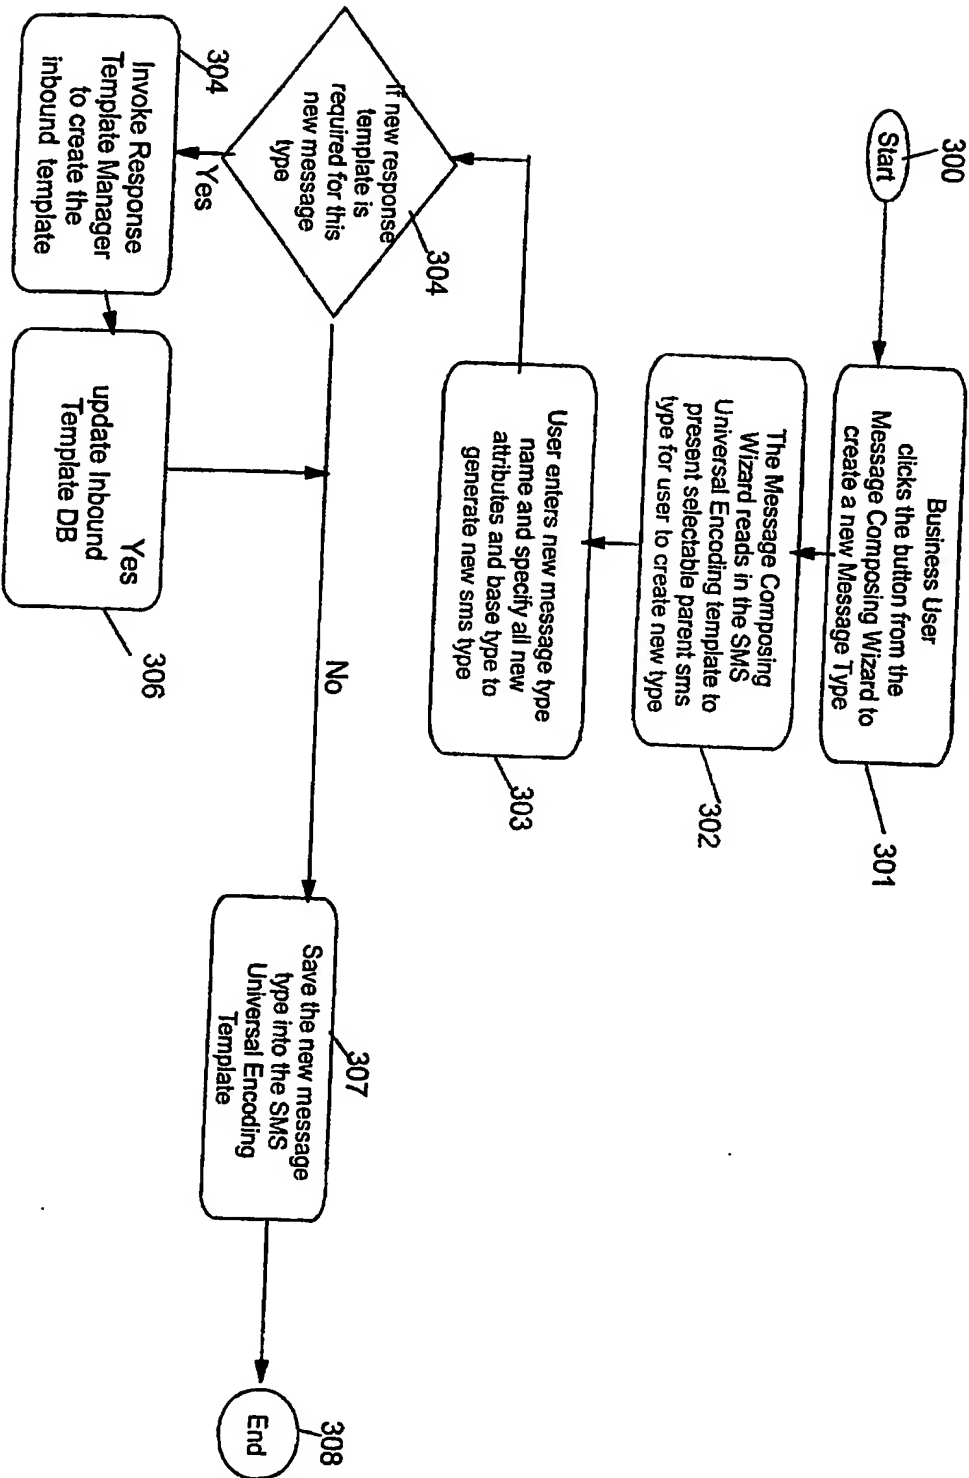 300
Start
Business User
clicks the button from the
Message Composing Wizard to
create a new Message Type
301
The Message Composing
Wizard reads in the SMS
Universal Encoding template to
present selectable parent sms
type for user to create new type
302
User enters new message type
name and specify all new
attributes and base type to
generate new sms type
303
If new response
template is
required for this
new message
type
304
Yes
304
Invoke Response
Template Manager
to create the
inbound template
Yes
update Inbound
Template DB
306
No
Save the new message
type into the SMS
Universal Encoding
Template
307
End
308